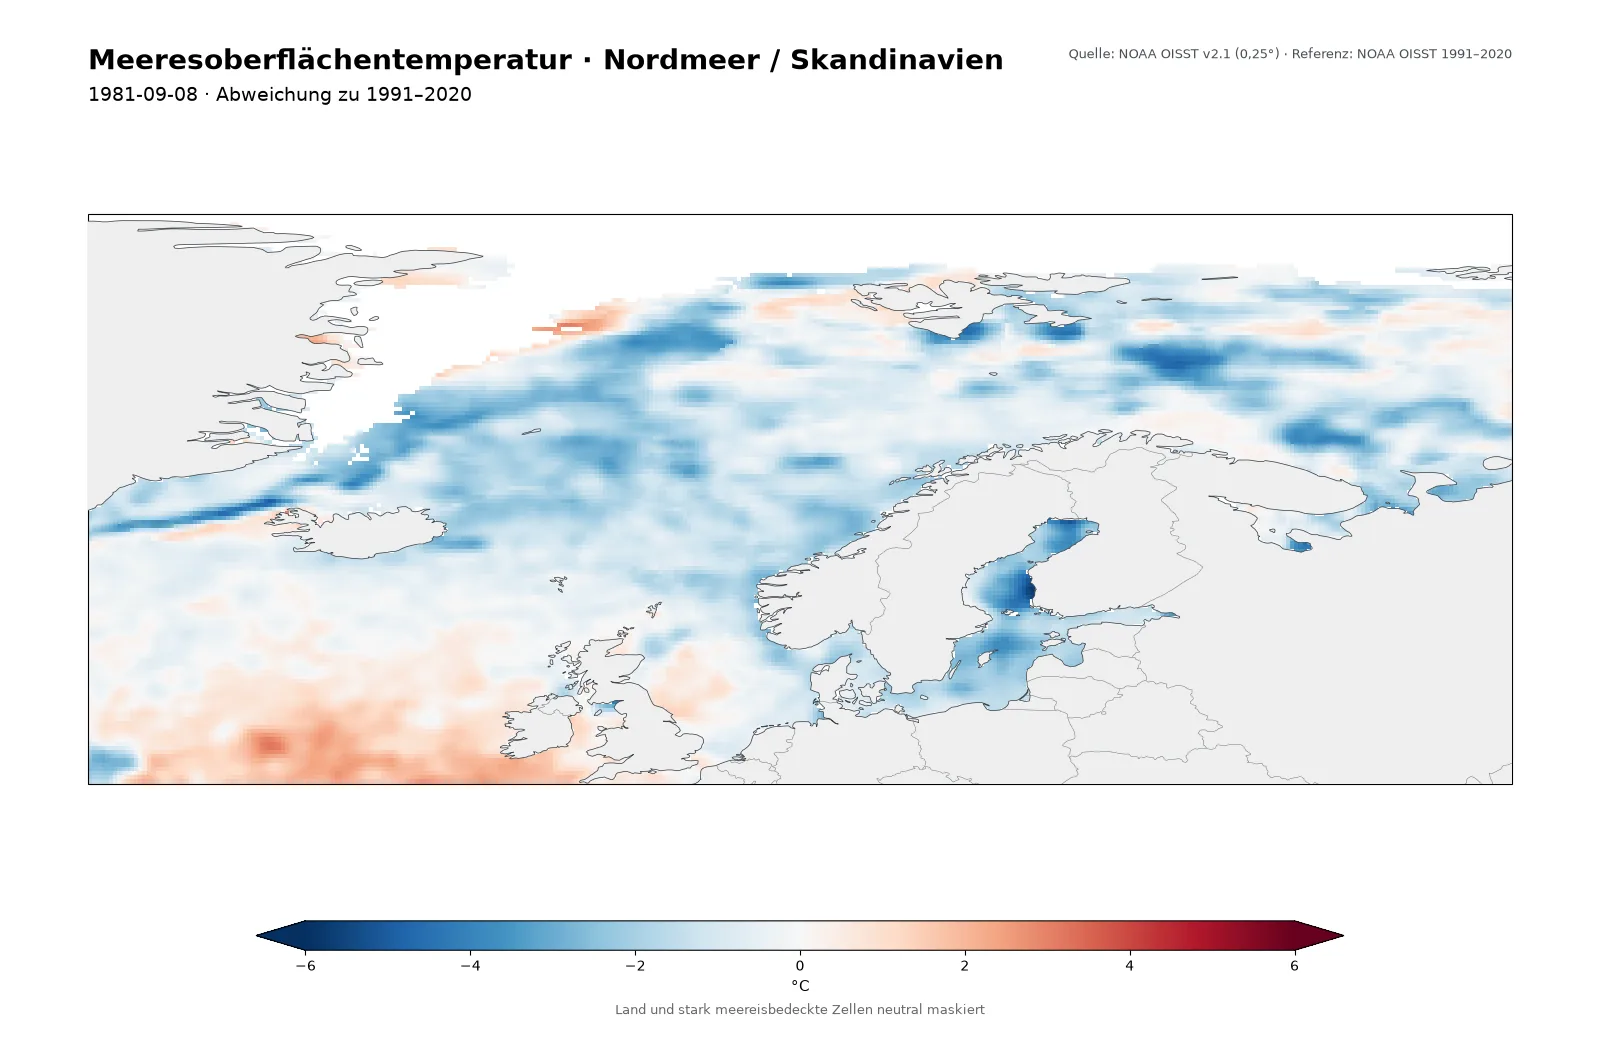 Meeresoberflächentemperatur · Nordmeer / Skandinavien
Quelle: NOAA OISST v2.1 (0,25°) · Referenz: NOAA OISST 1991–2020
1981-09-08 · Abweichung zu 1991–2020
−6 −4 −2 0 2 4 6
°C
Land und stark meereisbedeckte Zellen neutral maskiert